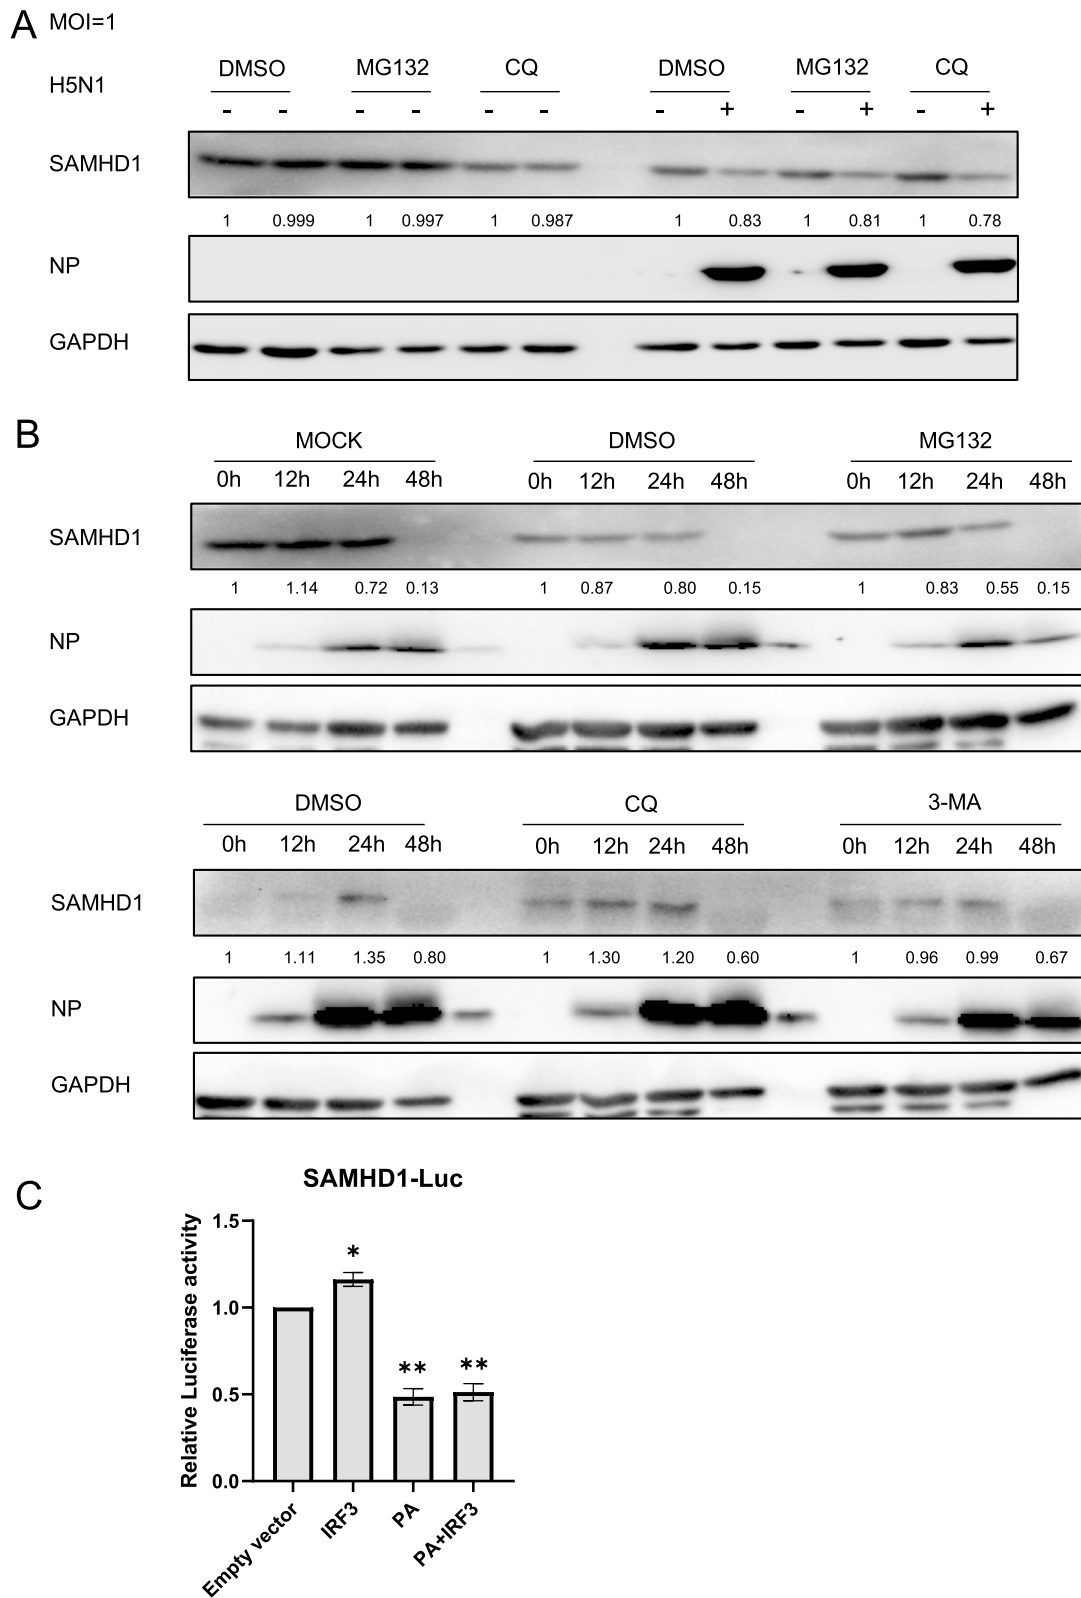 A MOI=1
DMSO MG132 CQ DMSO MG132 CQ
H5N1
- - - - - - - + - + - +
SAMHD1
1 0.999 1 0.997 1 0.987 1 0.83 1 0.81 1 0.78
NP
GAPDH
B
MOCK DMSO MG132
0h 12h 24h 48h 0h 12h 24h 48h 0h 12h 24h 48h
SAMHD1
1 1.14 0.72 0.13 1 0.87 0.80 0.15 1 0.83 0.55 0.15
NP
GAPDH
DMSO CQ 3-MA
0h 12h 24h 48h 0h 12h 24h 48h 0h 12h 24h 48h
SAMHD1
1 1.11 1.35 0.80 1 1.30 1.20 0.60 1 0.96 0.99 0.67
NP
GAPDH
C
SAMHD1-Luc
Relative Luciferase activity
1.5
1.0
0.5
0.0
* ** **
Empty vector
IRF3
PA
PA+IRF3